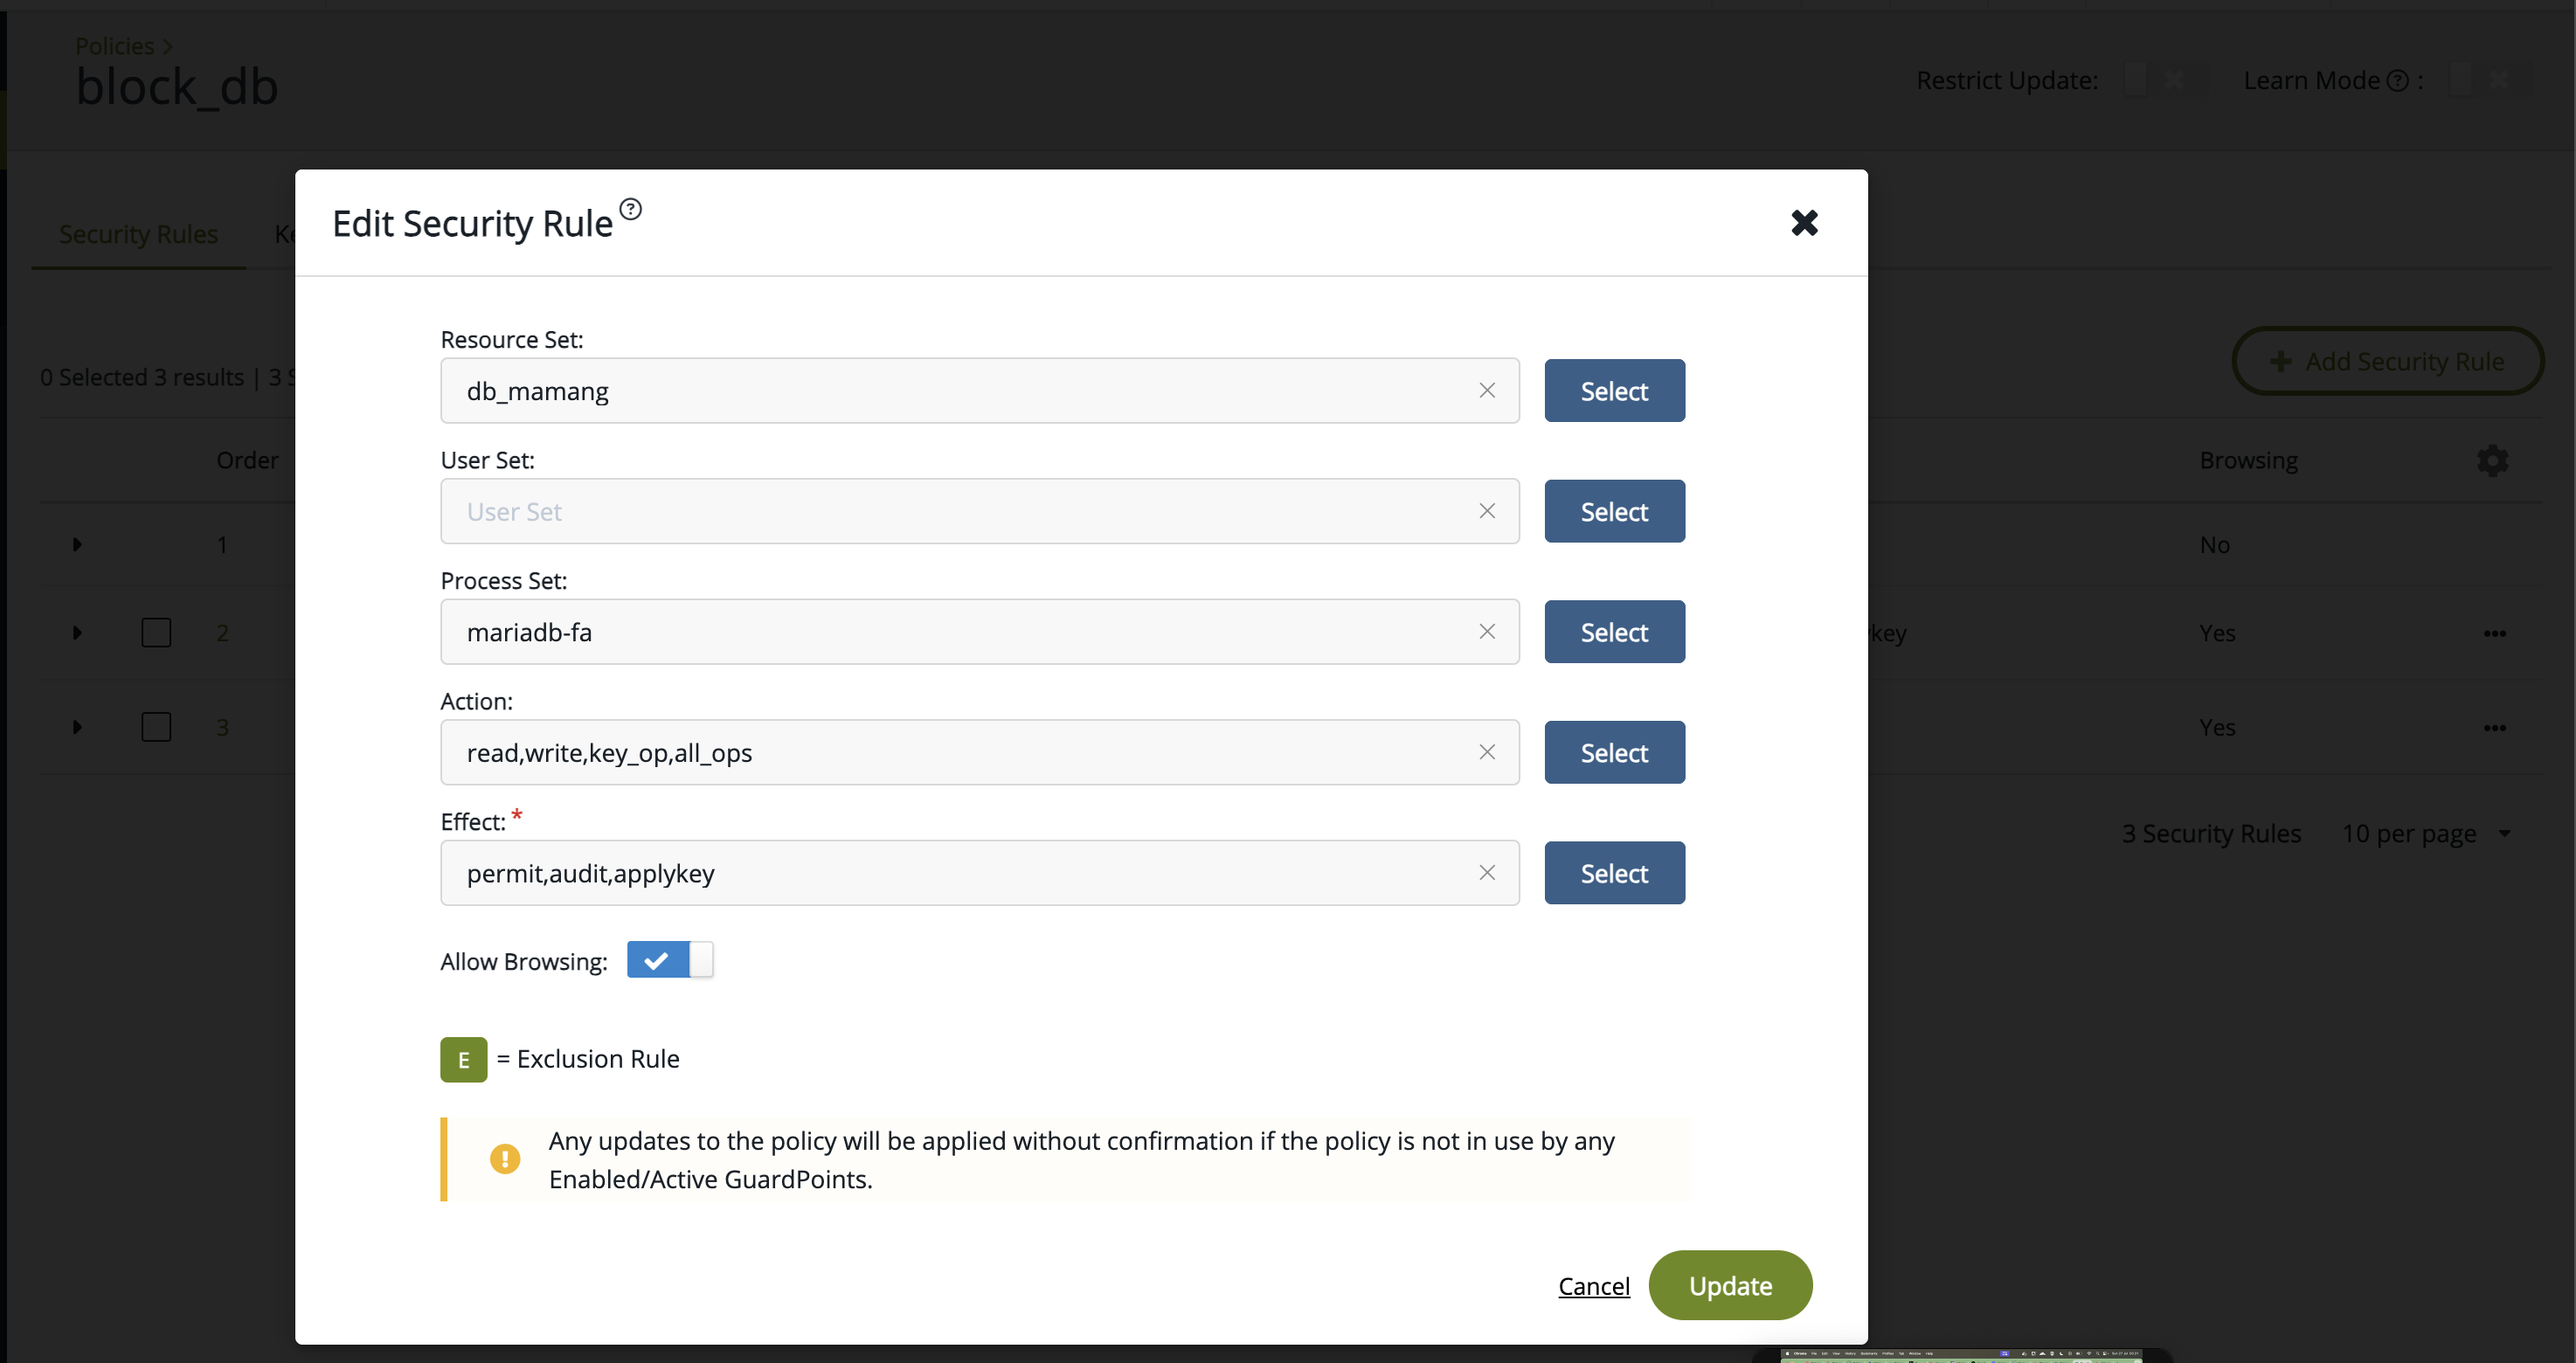 Policies >
block_db
Restrict Update:
Learn Mode ? :
Edit Security Rule ?
Security Rules
0 Selected 3 results | 3
Add Security Rule
Order
Browsing
1
No
2
Yes
3
Yes
3 Security Rules
10 per page
Resource Set:
db_mamang
Select
User Set:
User Set
Select
Process Set:
mariadb-fa
Select
Action:
read,write,key_op,all_ops
Select
Effect: *
permit,audit,applykey
Select
Allow Browsing:
E = Exclusion Rule
Any updates to the policy will be applied without confirmation if the policy is not in use by any
Enabled/Active GuardPoints.
Cancel
Update